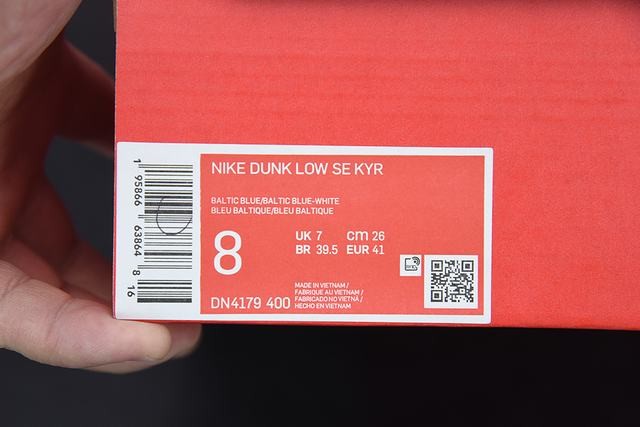 NIKE DUNK LOW SE KYR
BALTIC BLUE/BALTIC BLUE-WHITE
BLEU BALTIQUE/BLEU BALTIQUE
8
UK 7 cm 26
BR 39.5 EUR 41
DN4179 400
MADE IN VIETNAM /
FABRIQUE AU VIETNAM /
FABRICADO NO VIETNÃ /
HECHO EN VIETNAM
1 95866 63864 8 16